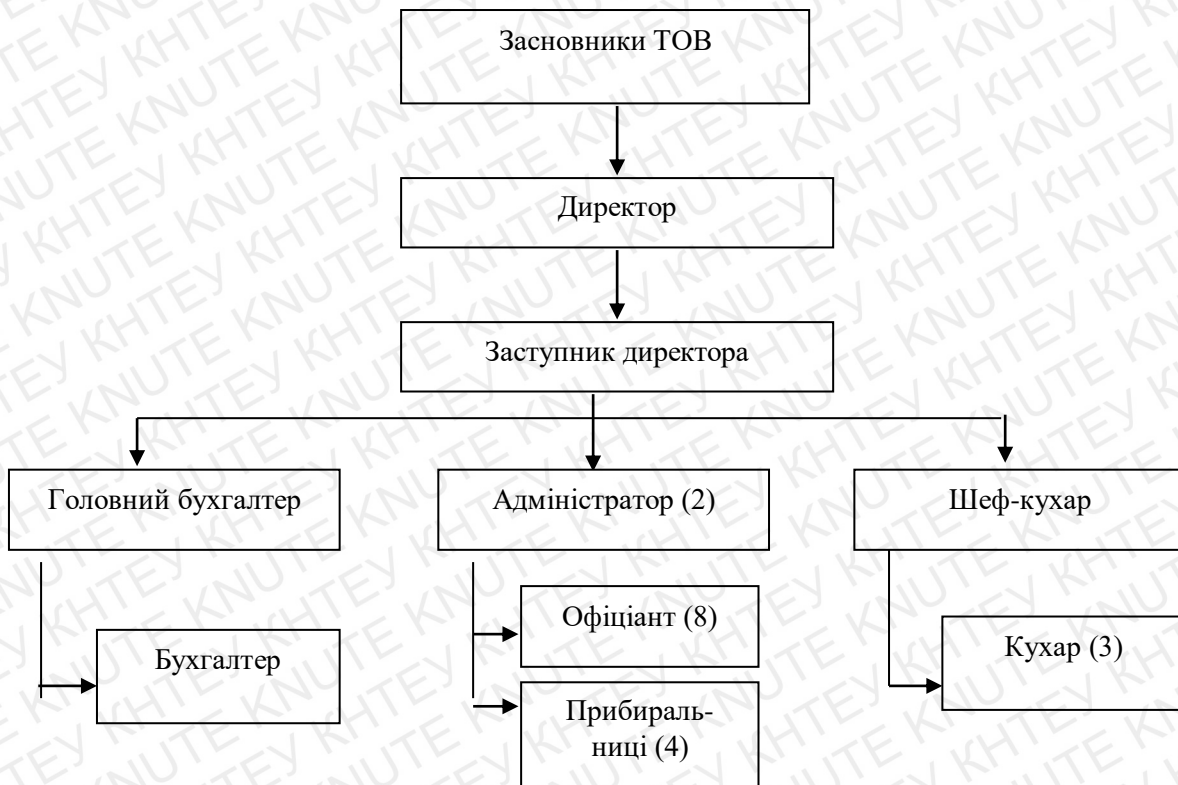 Засновники ТОВ
Директор
Заступник директора
Головний бухгалтер
Адміністратор (2)
Шеф-кухар
Офіціант (8)
Бухгалтер
Кухар (3)
Прибираль-
ниці (4)